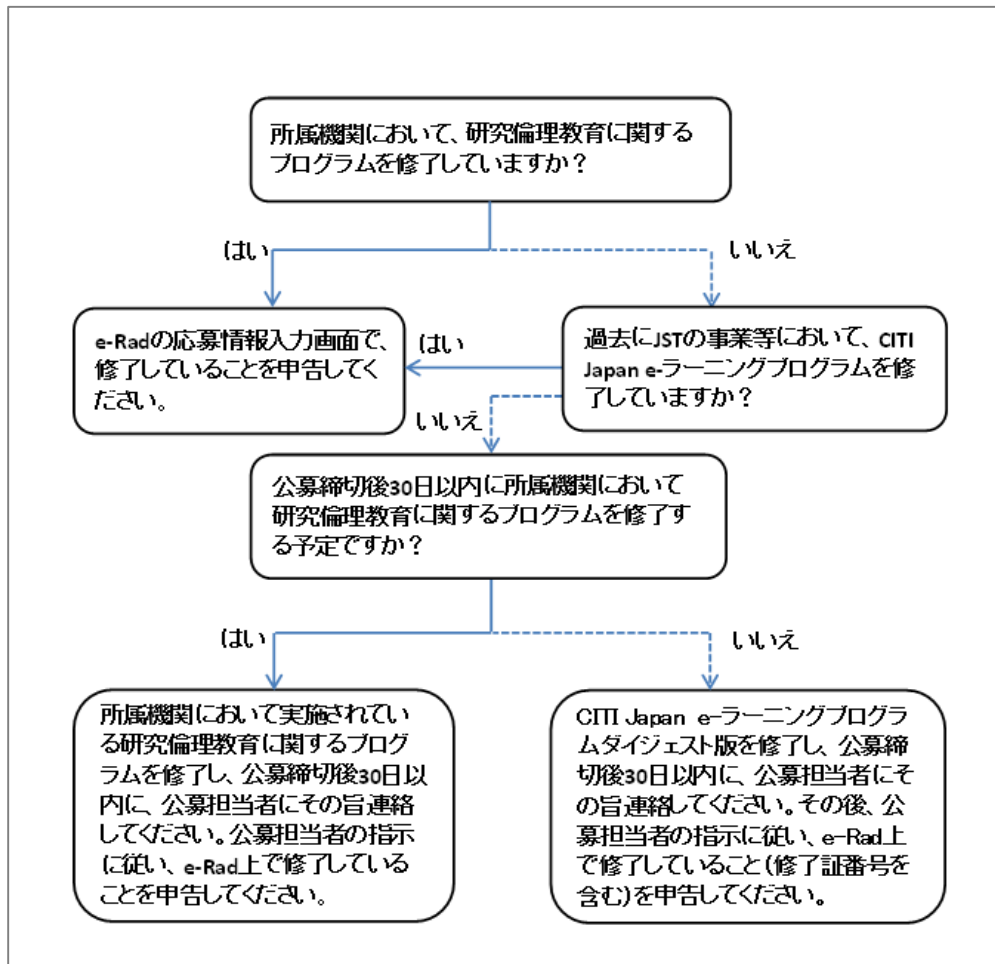 所属機関において、研究倫理教育に関する
プログラムを修了していますか？
はい
いいえ
e-Radの応募情報入力画面で、
修了していることを申告してく
ださい。
はい
過去にJSTの事業等において、CITI
Japan e-ラーニングプログラムを修
了していますか？
いいえ
公募締切後30日以内に所属機関において
研究倫理教育に関するプログラムを修了す
る予定ですか？
はい
いいえ
所属機関において実施されてい
る研究倫理教育に関するプログ
ラムを修了し、公募締切後30日以
内に、公募担当者にその旨連絡
してください。公募担当者の指示
に従い、e-Rad上で修了している
ことを申告してください。
CITI Japan e-ラーニングプログラ
ムダイジェスト版を修了し、公募締
切後30日以内に、公募担当者にそ
の旨連絡してください。その後、公
募担当者の指示に従い、e-Rad上
で修了していること(修了証番号を
含む)を申告してください。